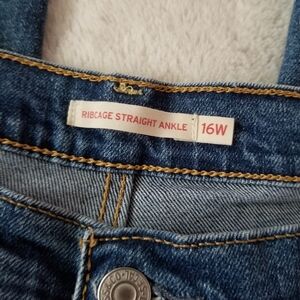 RIBCAGE STRAIGHT ANKLE | 16W